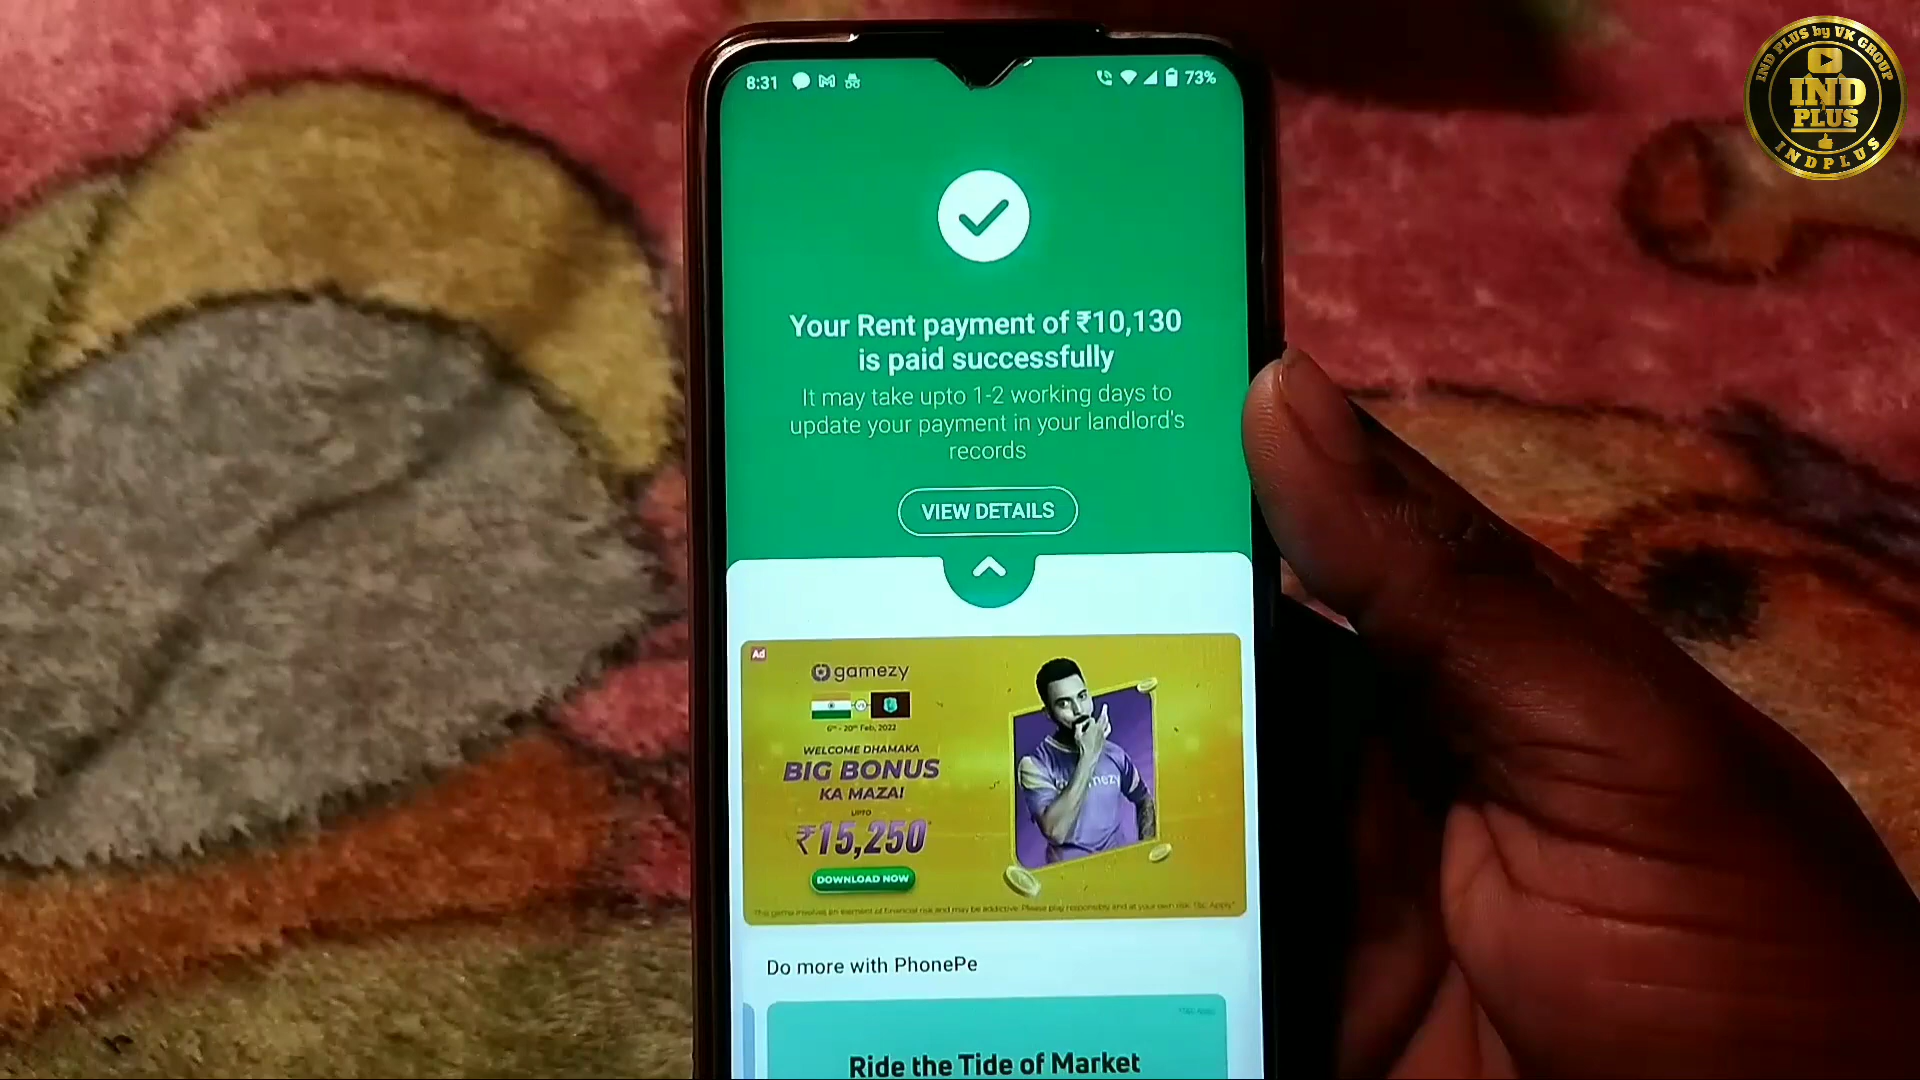 8:31
73%
Your Rent payment of ₹10,130
is paid successfully
It may take upto 1-2 working days to
update your payment in your landlord's
records
VIEW DETAILS
Ad
gamezy
VS
6th - 20th Feb, 2022
WELCOME DHAMAKA
BIG BONUS
KA MAZA!
UPTO
₹15,250*
DOWNLOAD NOW
This game involves an element of financial risk and may be addictive. Please play responsibly and at your own risk. T&C Apply*
Do more with PhonePe
Ride the Tide of Market
IND PLUS by VK GROUP
IND
PLUS
INDPLUS